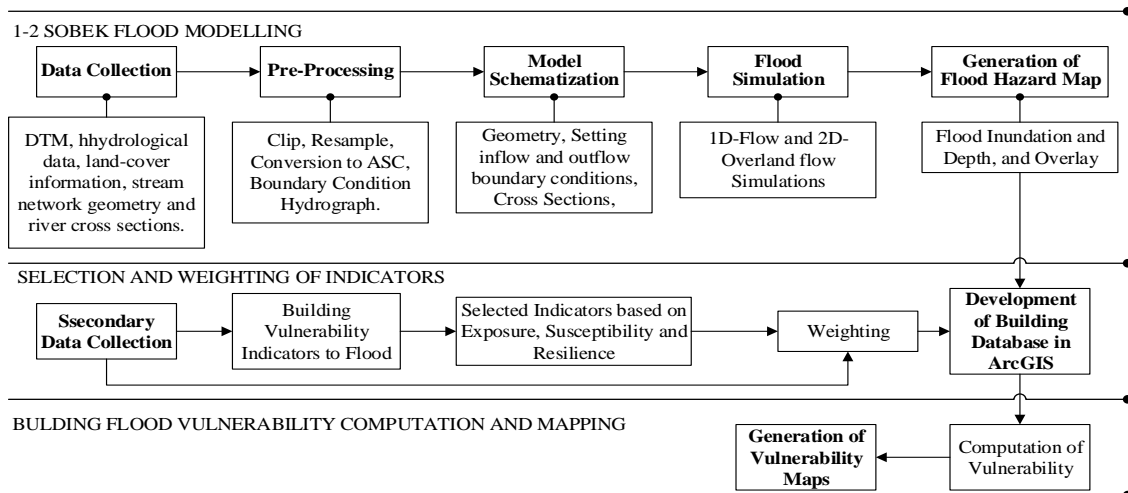 1-2 SOBEK FLOOD MODELLING
Data Collection
Pre-Processing
Model
Schematization
Flood
Simulation
Generation of
Flood Hazard Map
DTM, hhydrological
data, land-cover
information, stream
network geometry and
river cross sections.
Clip, Resample,
Conversion to ASC,
Boundary Condition
Hydrograph.
Geometry, Setting
inflow and outflow
boundary conditions,
Cross Sections,
1D-Flow and 2D-
Overland flow
Simulations
Flood Inundation and
Depth, and Overlay
SELECTION AND WEIGHTING OF INDICATORS
Ssecondary
Data Collection
Building
Vulnerability
Indicators to Flood
Selected Indicators based on
Exposure, Susceptibility and
Resilience
Weighting
Development
of Building
Database in
ArcGIS
BULDING FLOOD VULNERABILITY COMPUTATION AND MAPPING
Generation of
Vulnerability
Maps
Computation of
Vulnerability